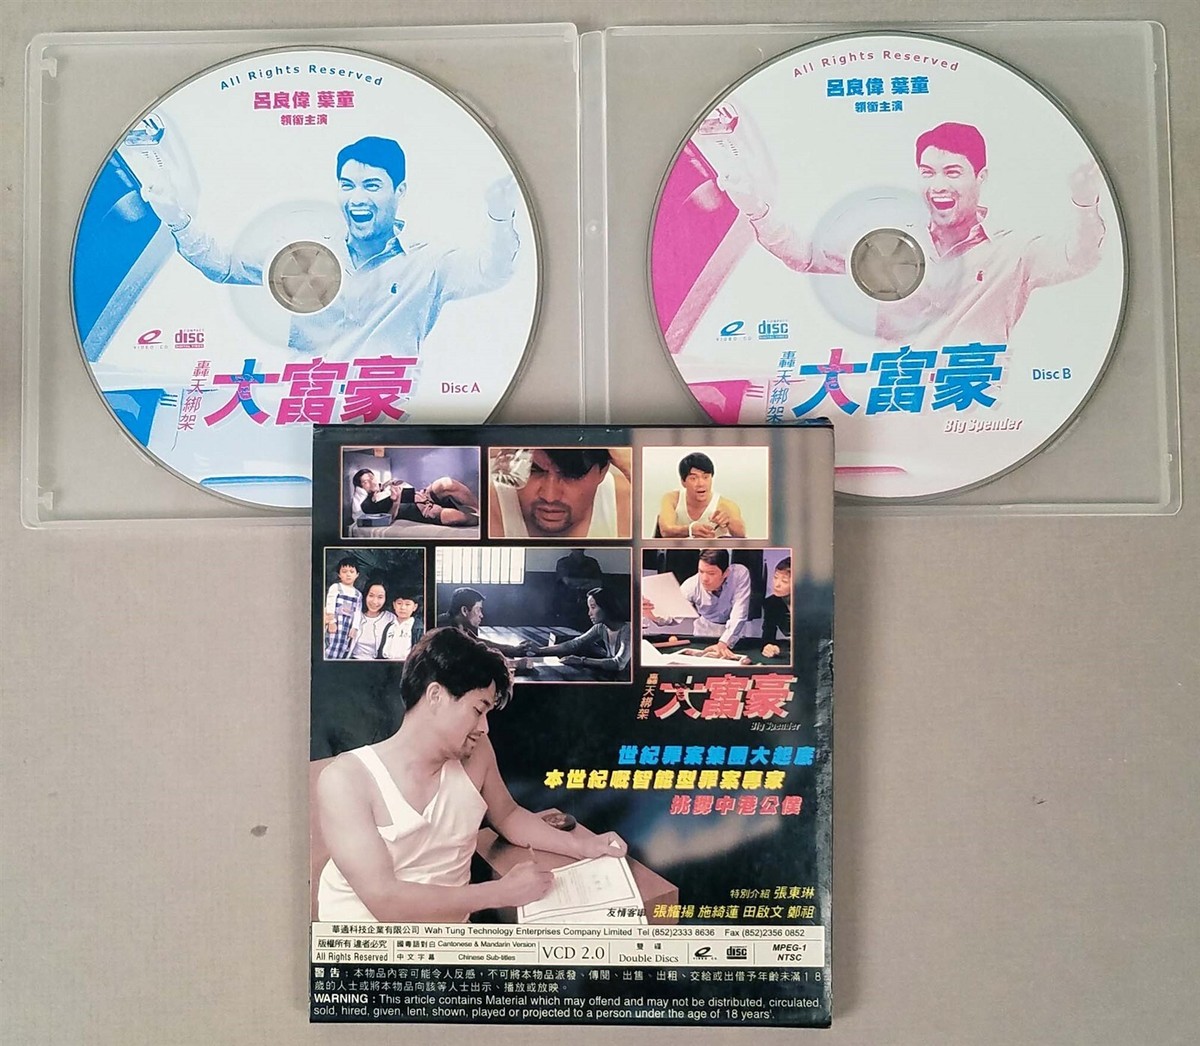 All Rights Reserved
呂良偉 葉童
領銜主演
VIDEO CD
COMPACT
disc
DIGITAL VIDEO
轟天綁架
大富豪
Disc A
All Rights Reserved
呂良偉 葉童
領銜主演
VIDEO CD
COMPACT
disc
DIGITAL VIDEO
轟天綁架
大富豪
Disc B
Big Spender
轟天綁架
大富豪
Big Spender
世紀罪案集團大起底
本世紀嘅智能型罪案專家
挑釁中港公僕
特別介紹 張東琳
友情客串 張耀揚 施綺蓮 田啟文 鄭祖
華通科技企業有限公司 Wah Tung Technology Enterprises Company Limited Tel (852)2333 8636 Fax (852)2356 0852
版權所有 違者必究
All Rights Reserved
國粵語對白 Cantonese & Mandarin Version
中文字幕 Chinese Sub-titles
VCD 2.0
雙碟
Double Discs
disc
MPEG-1
NTSC
警告：本物品內容可能令人反感，不可將本物品派發、傳閱、出售、出租、交給或出借予年齡未滿18
歲的人士或將本物品向該等人士出示、播放或放映。
WARNING : This article contains Material which may offend and may not be distributed, circulated,
sold, hired, given, lent, shown, played or projected to a person under the age of 18 years'.